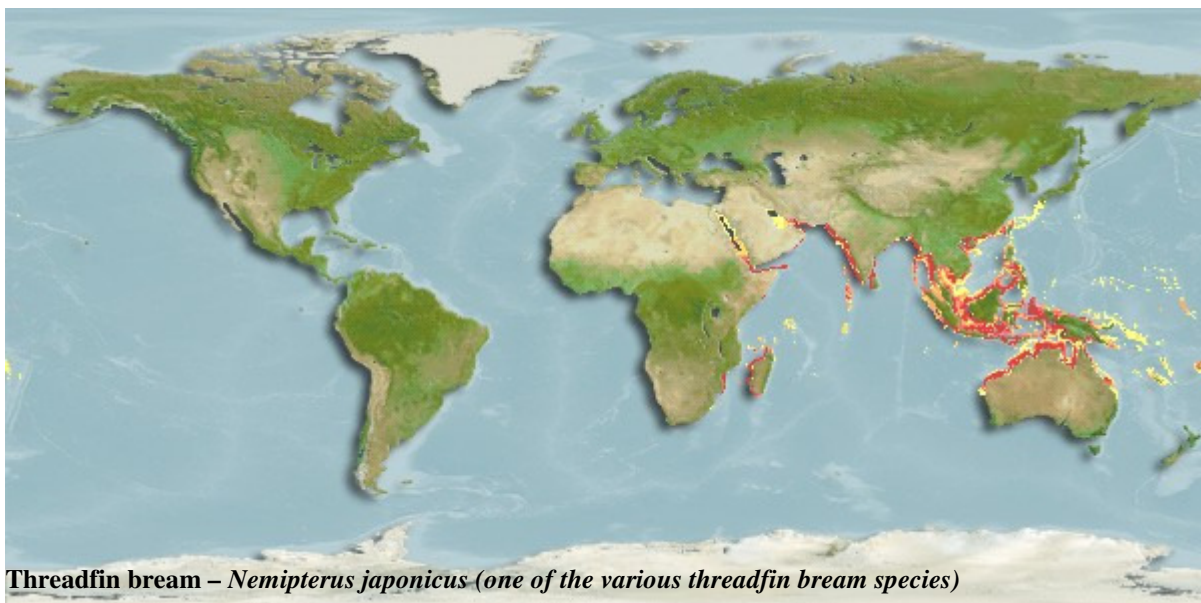 Threadfin bream – Nemipterus japonicus (one of the various threadfin bream species)